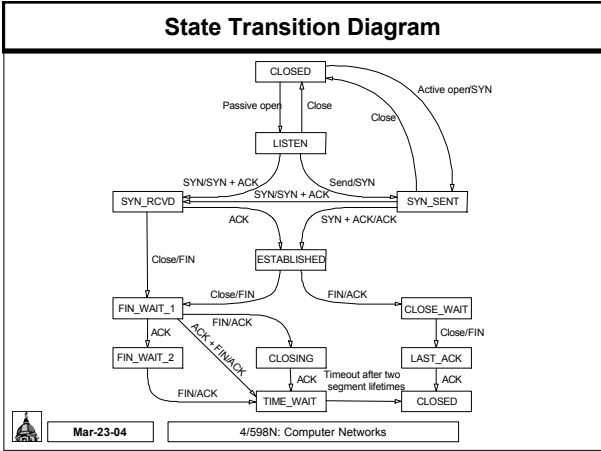 State Transition Diagram
CLOSED
Active open/SYN
Passive open
Close
Close
LISTEN
SYN/SYN + ACK
Send/SYN
SYN/SYN + ACK
SYN_RCVD
SYN_SENT
ACK
SYN + ACK/ACK
ESTABLISHED
Close/FIN
Close/FIN
FIN/ACK
FIN_WAIT_1
CLOSE_WAIT
FIN/ACK
ACK
ACK + FIN/ACK
Close/FIN
FIN_WAIT_2
CLOSING
LAST_ACK
ACK
Timeout after two
segment lifetimes
ACK
FIN/ACK
TIME_WAIT
CLOSED
Mar-23-04
4/598N: Computer Networks